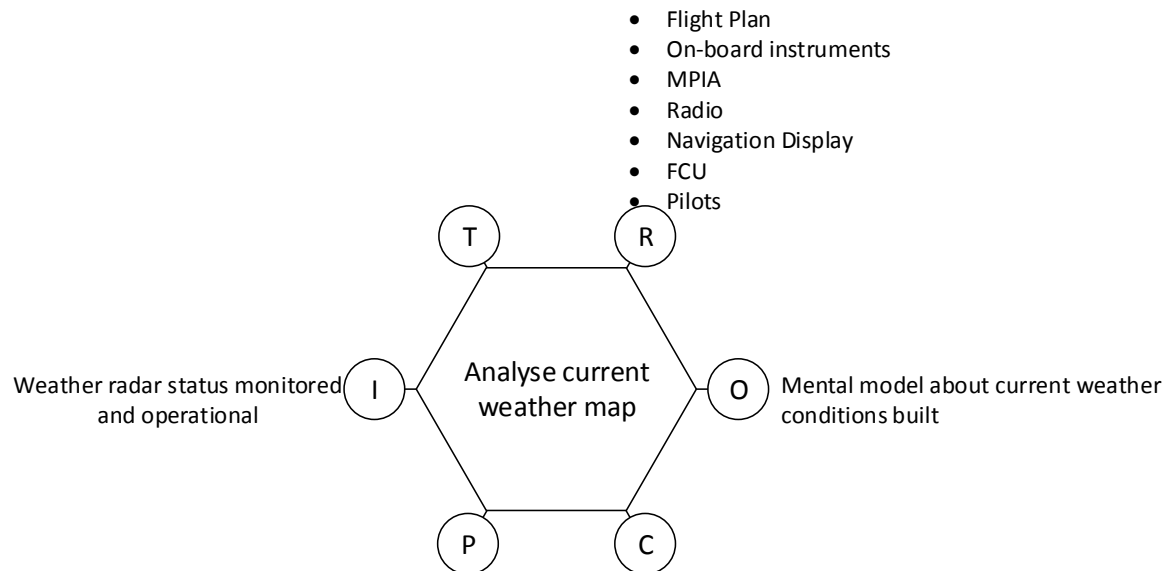 • Flight Plan
• On-board instruments
• MPIA
• Radio
• Navigation Display
• FCU
• Pilots
T
R
Analyse current
weather map
Weather radar status monitored
and operational
I
O
Mental model about current weather
conditions built
P
C